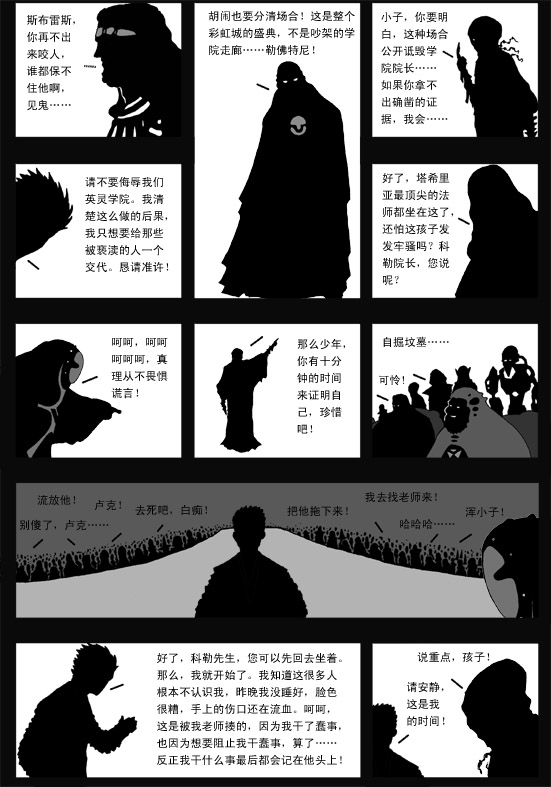 斯布雷斯，
你再不出
来咬人，
谁都保不
住他啊，
见鬼……
胡闹也要分清场合！这是整个
彩虹城的盛典，不是吵架的学
院走廊……勒佛特尼！
小子，你要明
白，这种场合
公开诋毁学
院院长……
如果你拿不
出确凿的证
据，我会……
请不要侮辱我们
英灵学院。我清
楚这么做的后果，
我只想要给那些
被亵渎的人一个
交代。恳请准许！
好了，塔希里
亚最顶尖的法
师都坐在这了，
还怕这孩子发
发牢骚吗？科
勒院长，您说
呢？
呵呵，呵呵
呵呵呵，真
理从不畏惧
谎言！
那么少年，
你有十分
钟的时间
来证明自
己，珍惜
吧！
自掘坟墓……
可怜！
流放他！
卢克！
别傻了，卢克……
去死吧，白痴！
把他拖下来！
我去找老师来！
哈哈哈……
浑小子！
好了，科勒先生，您可以先回去坐着。
那么，我就开始了。我知道这很多人
根本不认识我，昨晚我没睡好，脸色
很糟，手上的伤口还在流血。呵呵，
这是被我老师揍的，因为我干了蠢事，
也因为想要阻止我干蠢事，算了……
反正我干什么事最后都会记在他头上！
说重点，孩子！
请安静，
这是我
的时间！